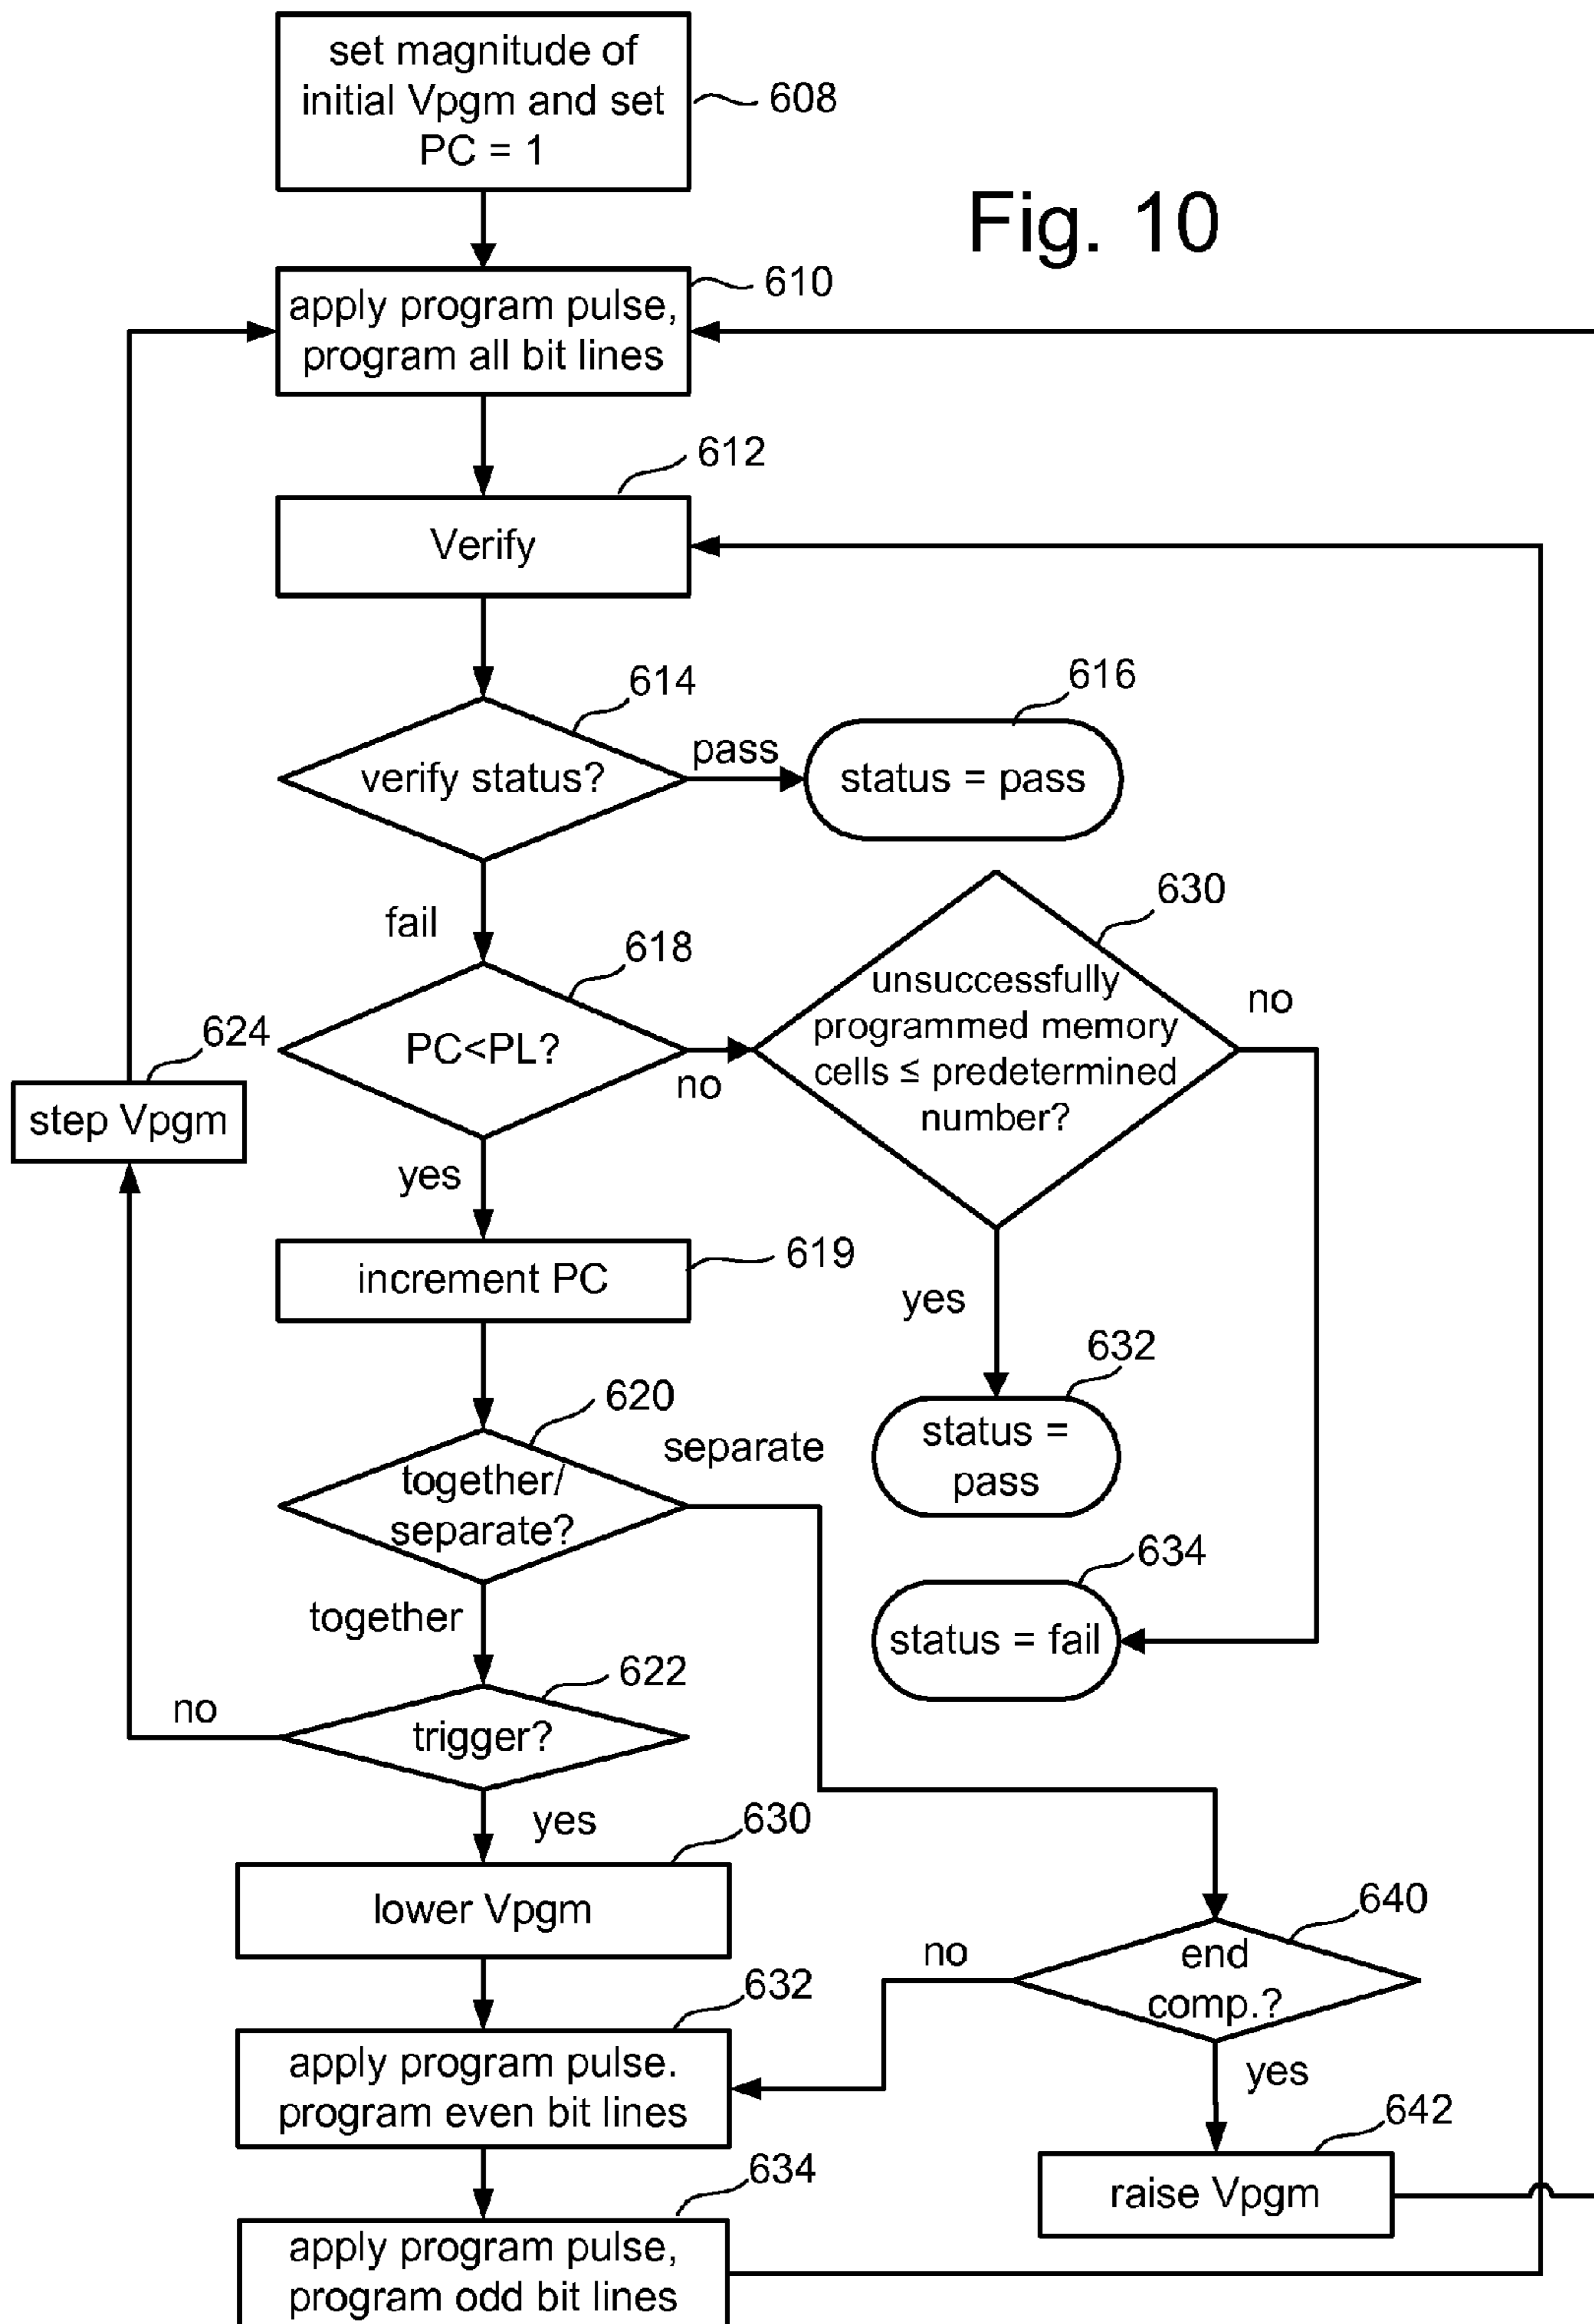 set magnitude of
initial Vpgm and set
PC = 1
608
Fig. 10
610
apply program pulse,
program all bit lines
612
Verify
614
616
verify status?
pass
status = pass
fail
618
630
unsuccessfully
programmed memory
cells ≤ predetermined
number?
no
PC<PL?
no
624
step Vpgm
yes
619
increment PC
yes
632
status =
pass
620
separate
together/
separate?
634
status = fail
together
622
no
trigger?
yes
630
lower Vpgm
640
end
comp.?
no
632
apply program pulse.
program even bit lines
yes
642
raise Vpgm
634
apply program pulse,
program odd bit lines